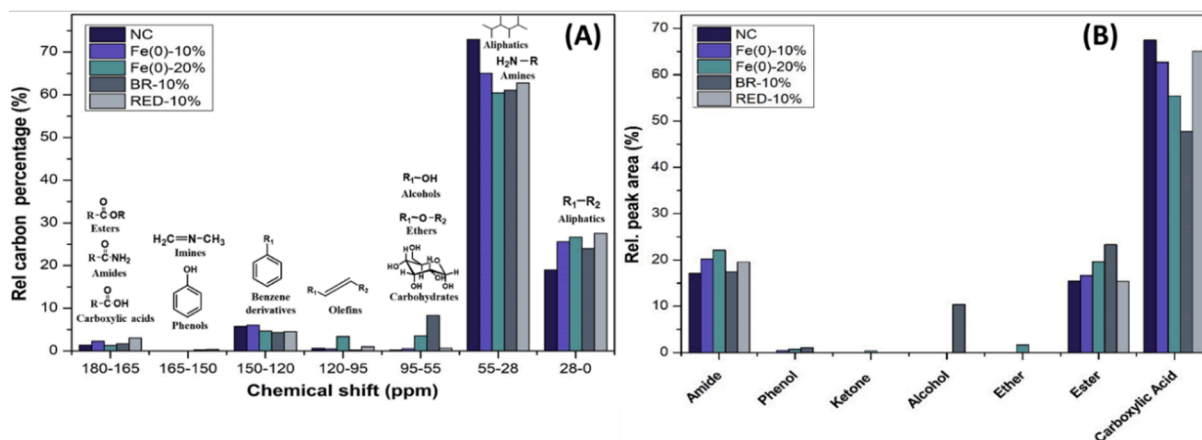 (A)
NC
Fe(0)-10%
Fe(0)-20%
BR-10%
RED-10%
Rel carbon percentage (%)
70
60
50
40
30
20
10
0
Aliphatics
H₂N—R
Amines
O
R—C—OR
Esters
O
R—C—NH₂
Amides
O
R—C—OH
Carboxylic acids
H₂C=N—CH₃
Imines
OH
Phenols
R₁
Benzene
derivatives
R₁ R₂
Olefins
R₁—OH
Alcohols
R₁—O—R₂
Ethers
Carbohydrates
R₁—R₂
Aliphatics
180-165 165-150 150-120 120-95 95-55 55-28 28-0
Chemical shift (ppm)
(B)
NC
Fe(0)-10%
Fe(0)-20%
BR-10%
RED-10%
Rel. peak area (%)
70
60
50
40
30
20
10
0
Amide
Phenol
Ketone
Alcohol
Ether
Ester
Carboxylic Acid